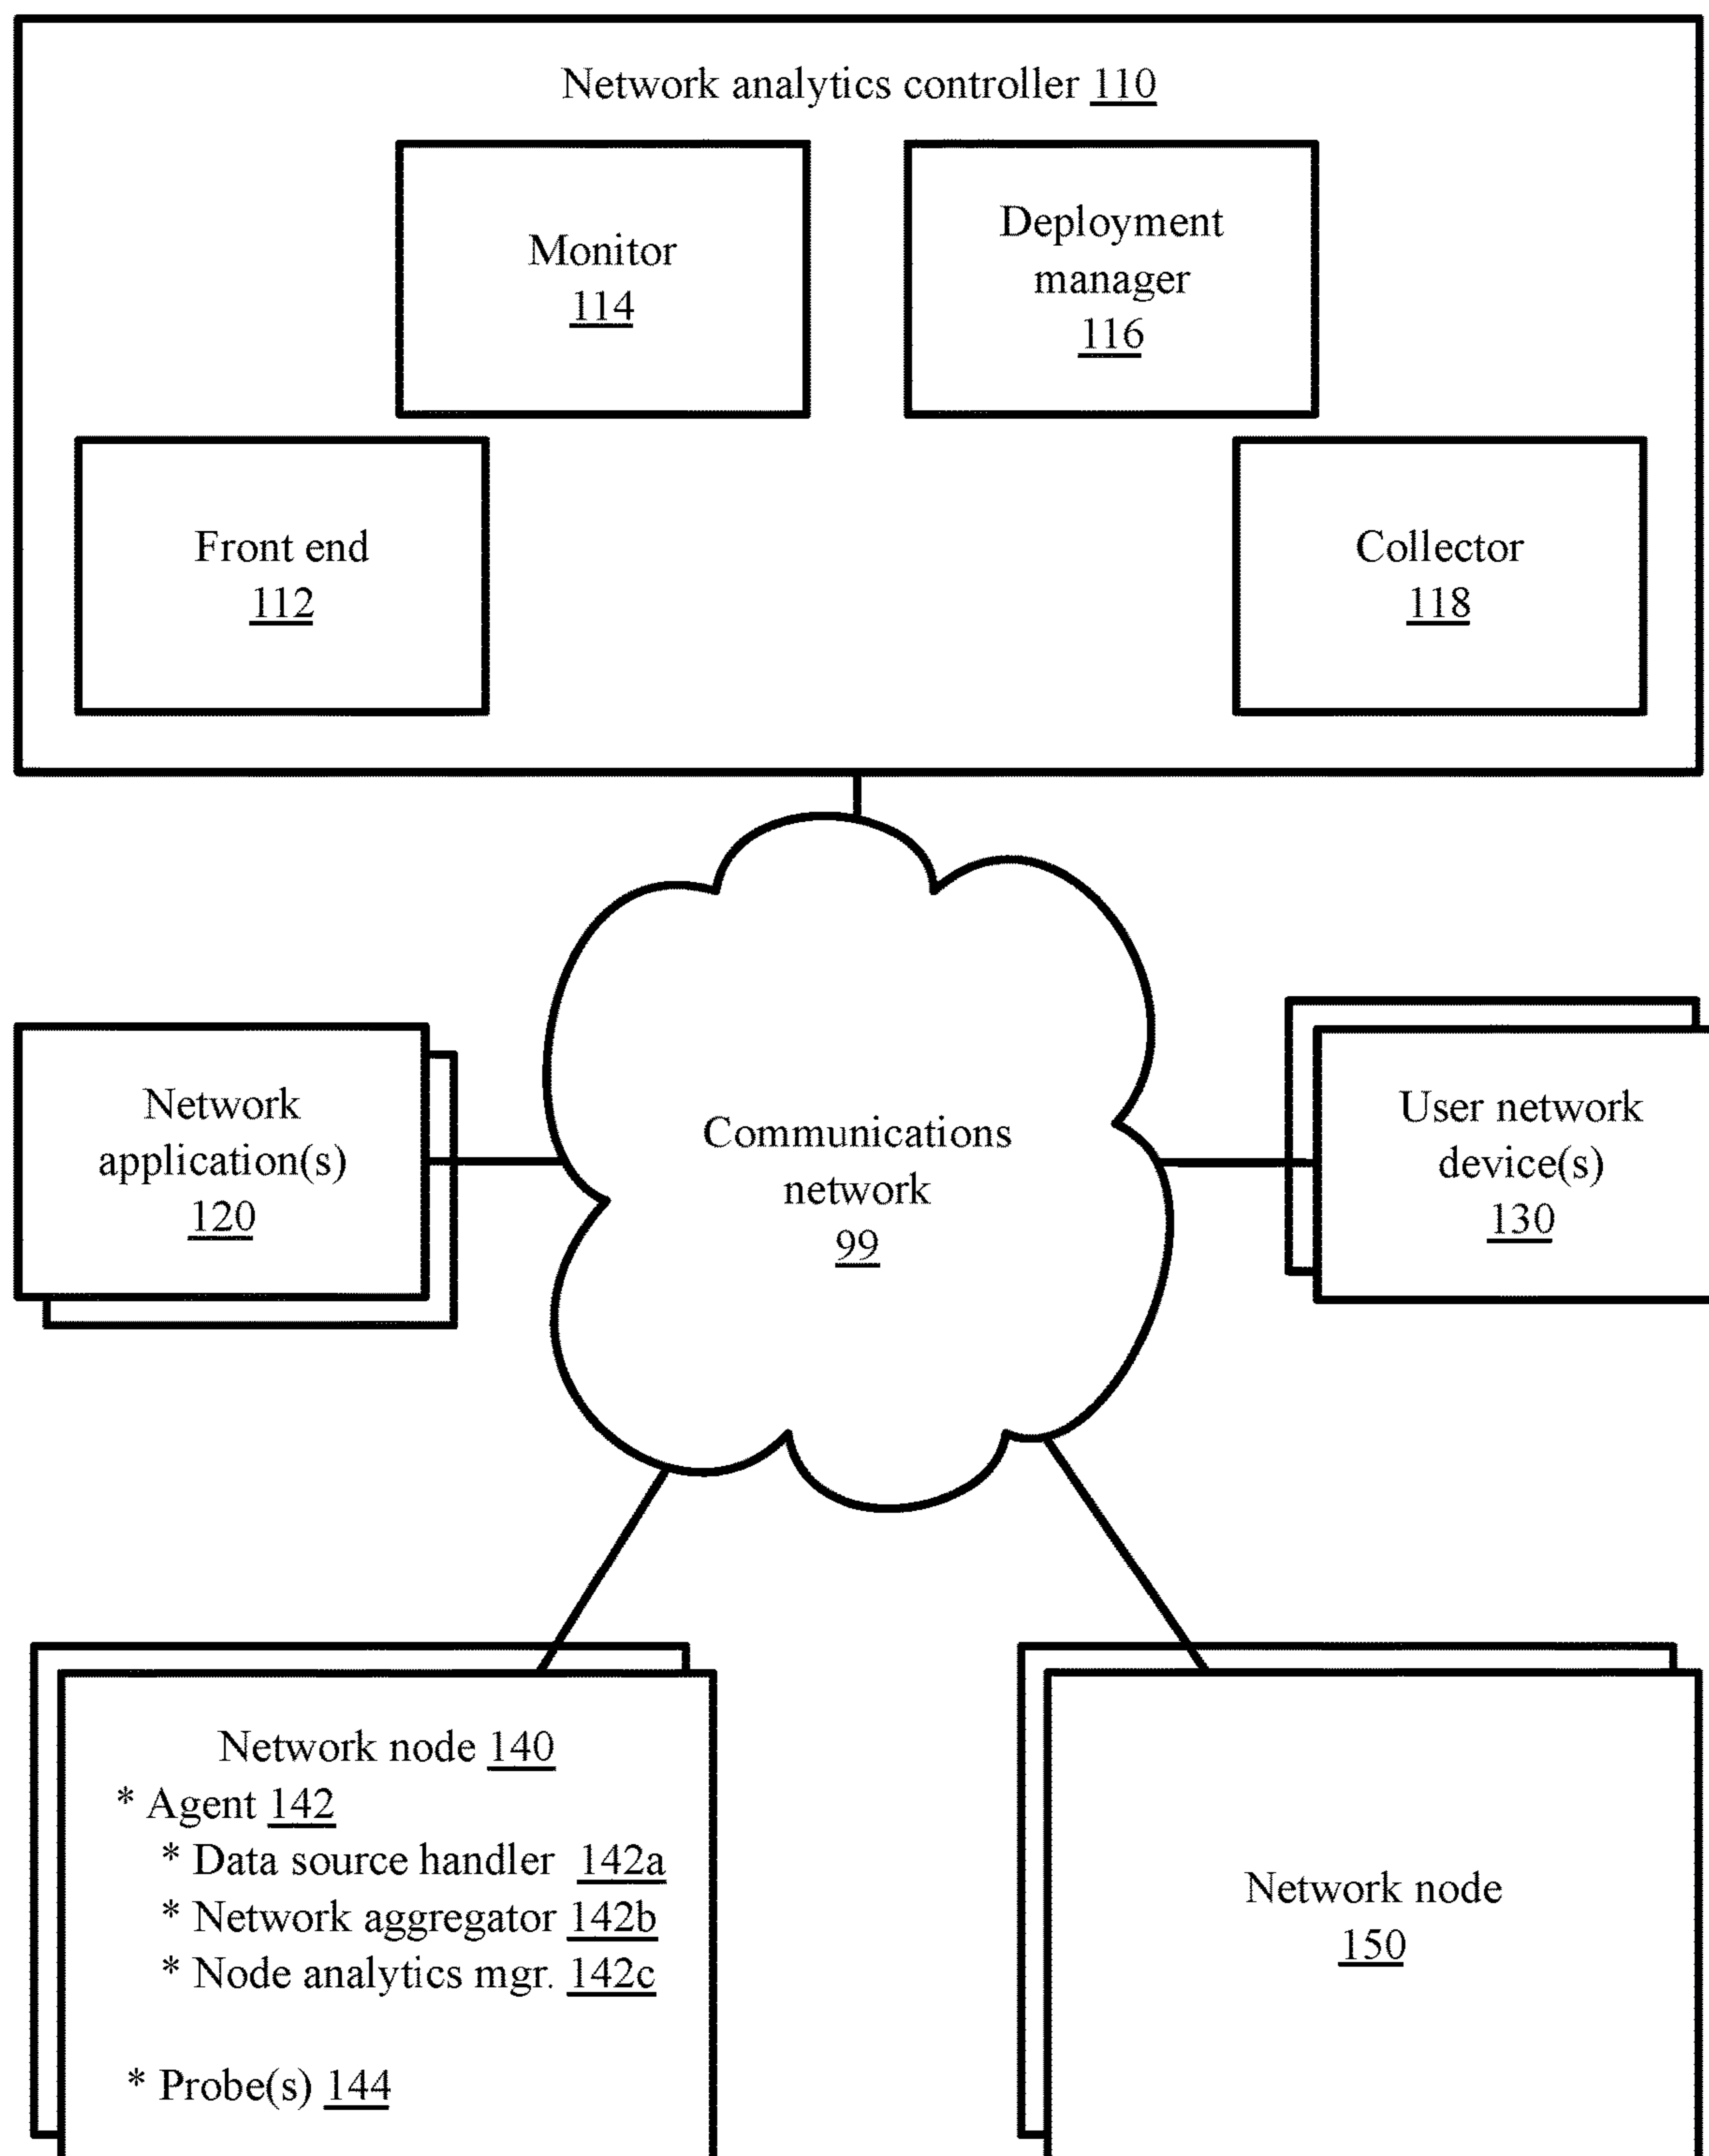 Network analytics controller 110
Monitor
114
Deployment
manager
116
Front end
112
Collector
118
Network
application(s)
120
Communications
network
99
User network
device(s)
130
Network node 140
* Agent 142
* Data source handler 142a
* Network aggregator 142b
* Node analytics mgr. 142c
* Probe(s) 144
Network node
150